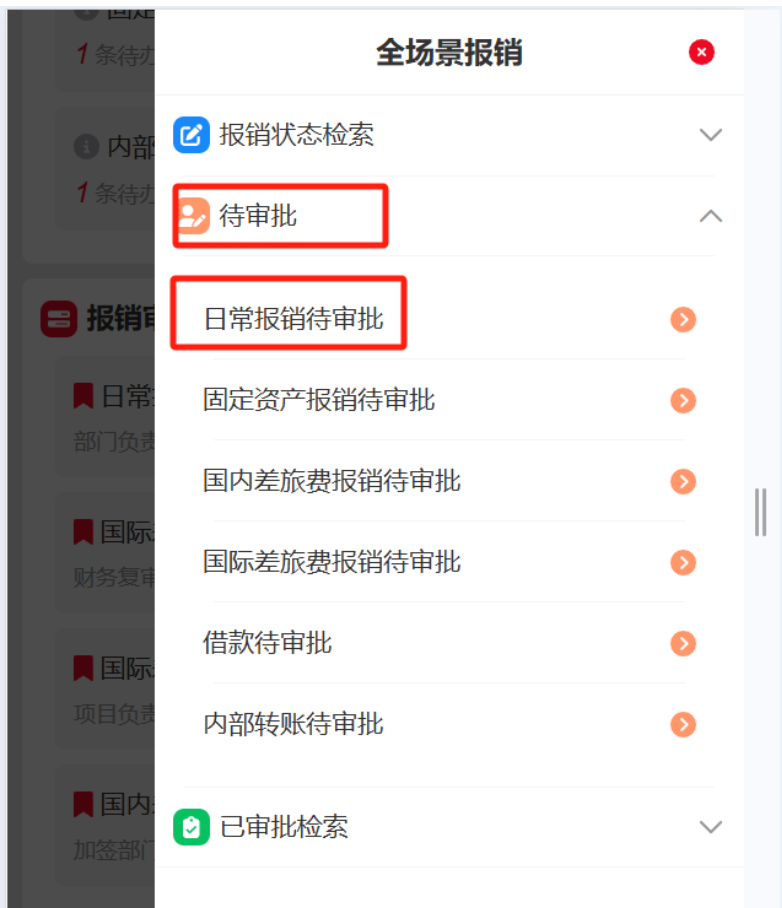 全场景报销
1 条待办
报销状态检索
内部
1 条待办
待审批
报销审
日常报销待审批
日常
固定资产报销待审批
部门负责
国内差旅费报销待审批
国际
国际差旅费报销待审批
财务复审
借款待审批
国际
项目负责
内部转账待审批
国内
已审批检索
加签部门